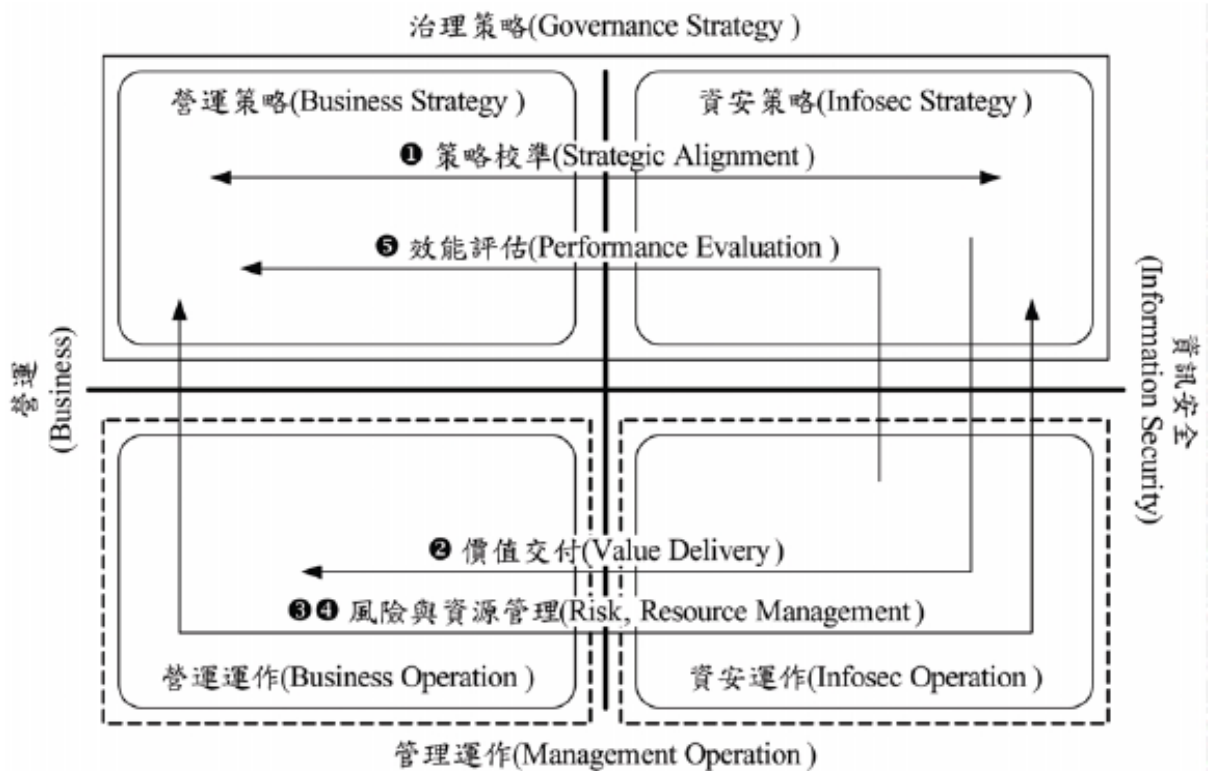 治理策略(Governance Strategy )
營運策略(Business Strategy )
資安策略(Infosec Strategy )
❶ 策略校準(Strategic Alignment )
❺ 效能評估(Performance Evaluation )
營運
(Business)
資訊安全
(Information Security)
❷ 價值交付(Value Delivery )
❸❹ 風險與資源管理(Risk, Resource Management )
營運運作(Business Operation )
資安運作(Infosec Operation )
管理運作(Management Operation )